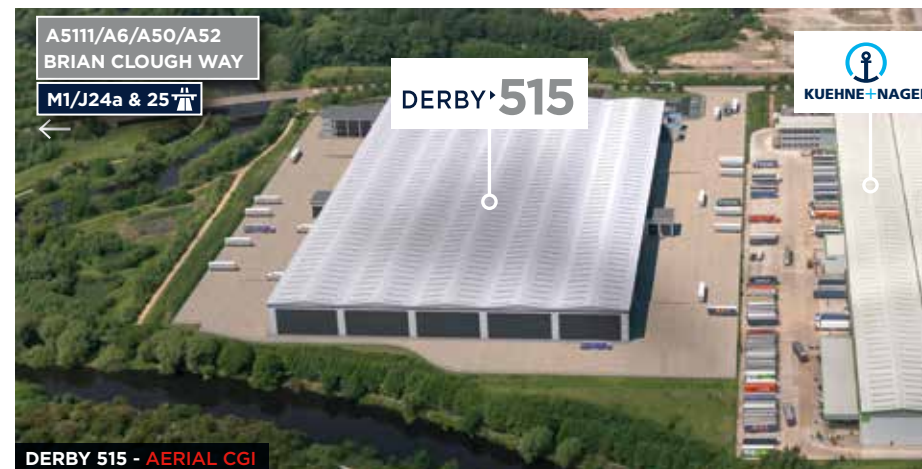 A5111/A6/A50/A52
BRIAN CLOUGH WAY
M1/J24a & 25
DERBY 515
KUEHNE+NAGEL
DERBY 515 - AERIAL CGI